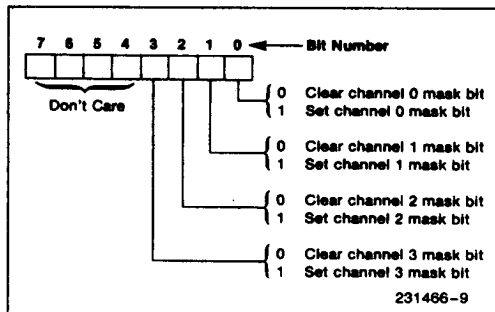 7 6 5 4 3 2 1 0 Bit Number
Don't Care
0 Clear channel 0 mask bit
1 Set channel 0 mask bit
0 Clear channel 1 mask bit
1 Set channel 1 mask bit
0 Clear channel 2 mask bit
1 Set channel 2 mask bit
0 Clear channel 3 mask bit
1 Set channel 3 mask bit
231466-9